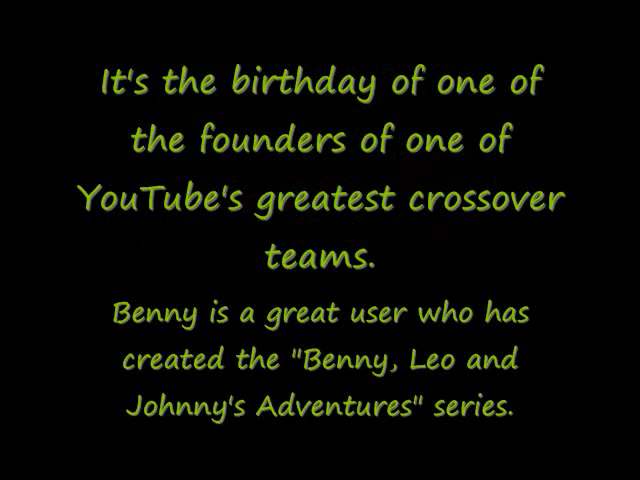 It's the birthday of one of
the founders of one of
YouTube's greatest crossover
teams.
Benny is a great user who has
created the "Benny, Leo and
Johnny's Adventures" series.